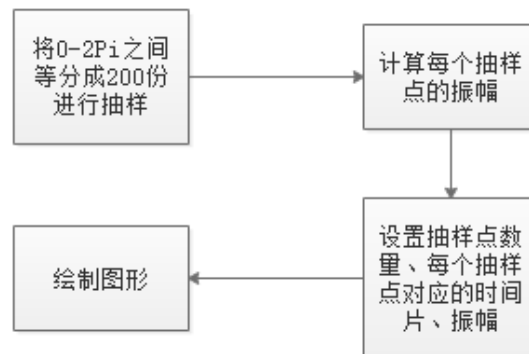 将0-2Pi之间
等分成200份
进行抽样
计算每个抽样
点的振幅
设置抽样点数
量、每个抽样
点对应的时间
片、振幅
绘制图形